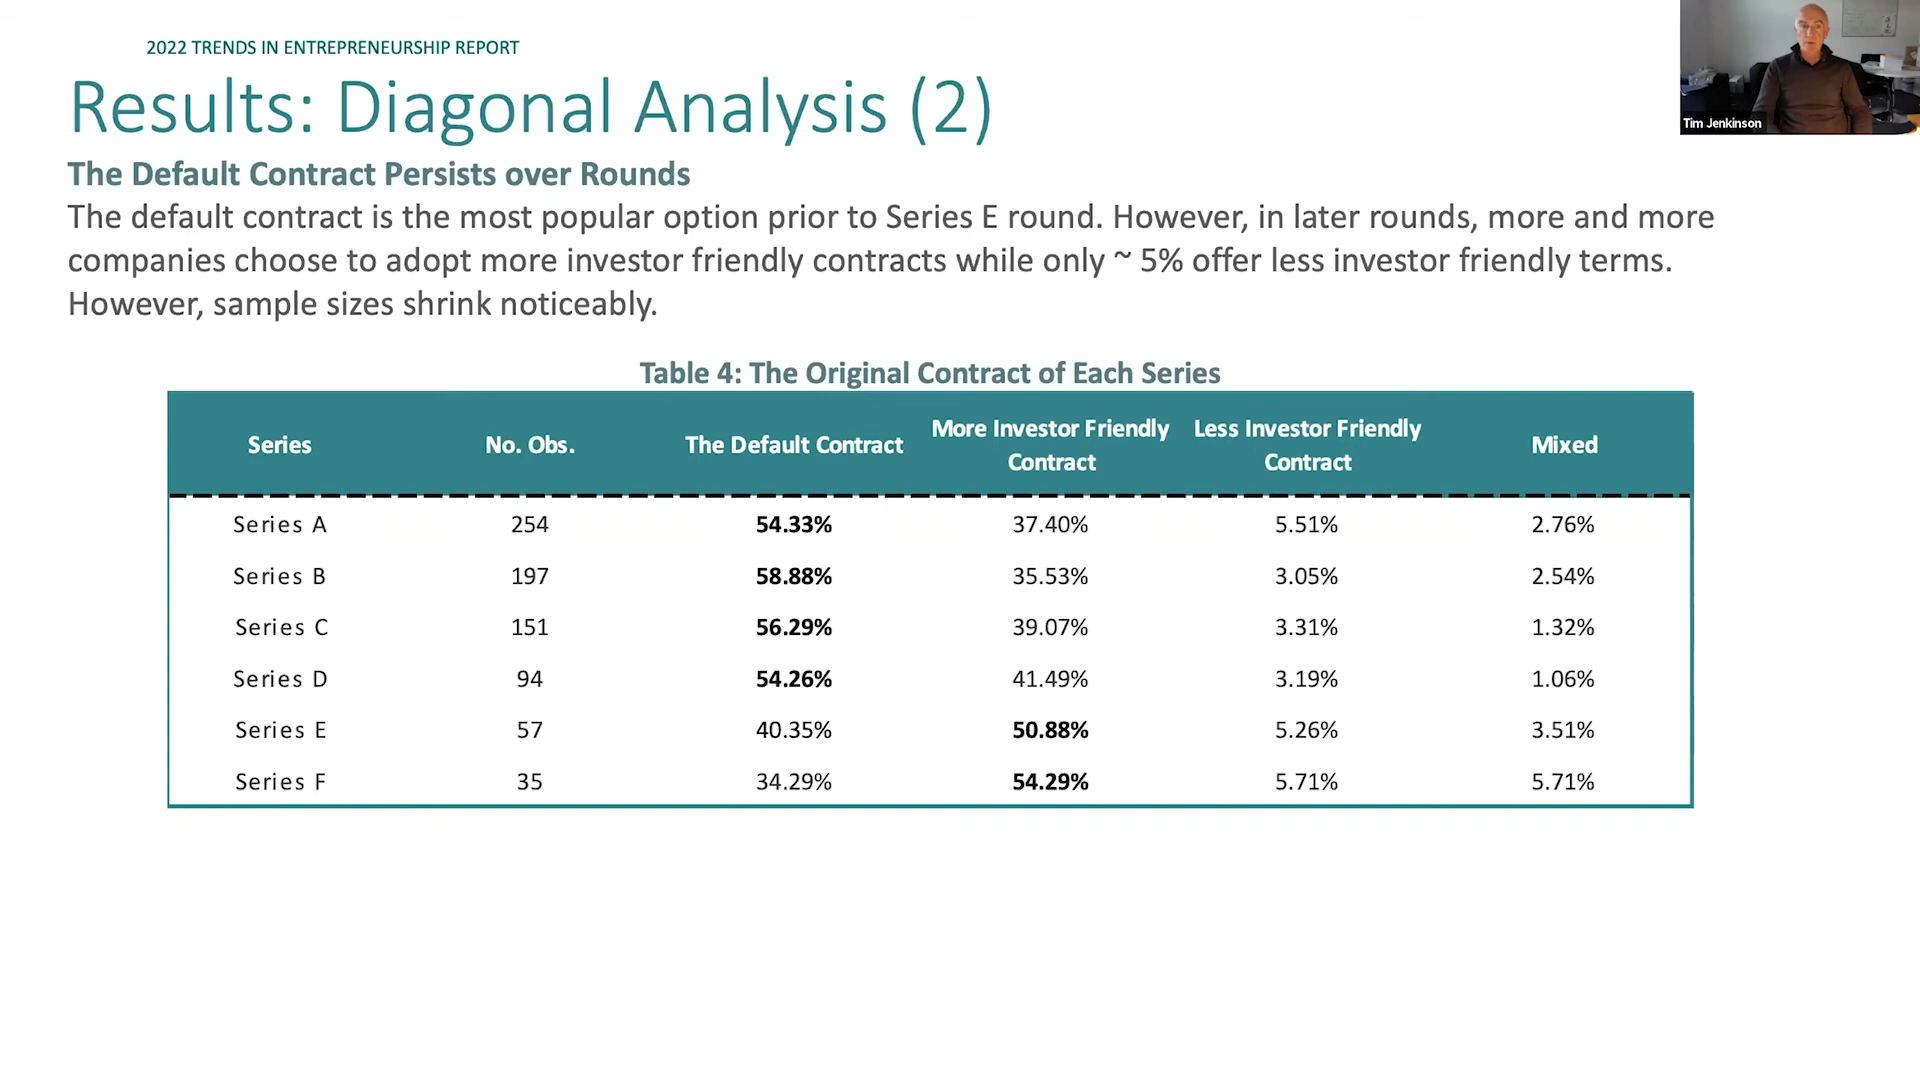 2022 TRENDS IN ENTREPRENEURSHIP REPORT
Results: Diagonal Analysis (2)
Tim Jenkinson
The Default Contract Persists over Rounds
The default contract is the most popular option prior to Series E round. However, in later rounds, more and more
companies choose to adopt more investor friendly contracts while only ~ 5% offer less investor friendly terms.
However, sample sizes shrink noticeably.
Table 4: The Original Contract of Each Series
Series No. Obs. The Default Contract More Investor Friendly Contract Less Investor Friendly Contract Mixed
Series A 254 54.33% 37.40% 5.51% 2.76%
Series B 197 58.88% 35.53% 3.05% 2.54%
Series C 151 56.29% 39.07% 3.31% 1.32%
Series D 94 54.26% 41.49% 3.19% 1.06%
Series E 57 40.35% 50.88% 5.26% 3.51%
Series F 35 34.29% 54.29% 5.71% 5.71%